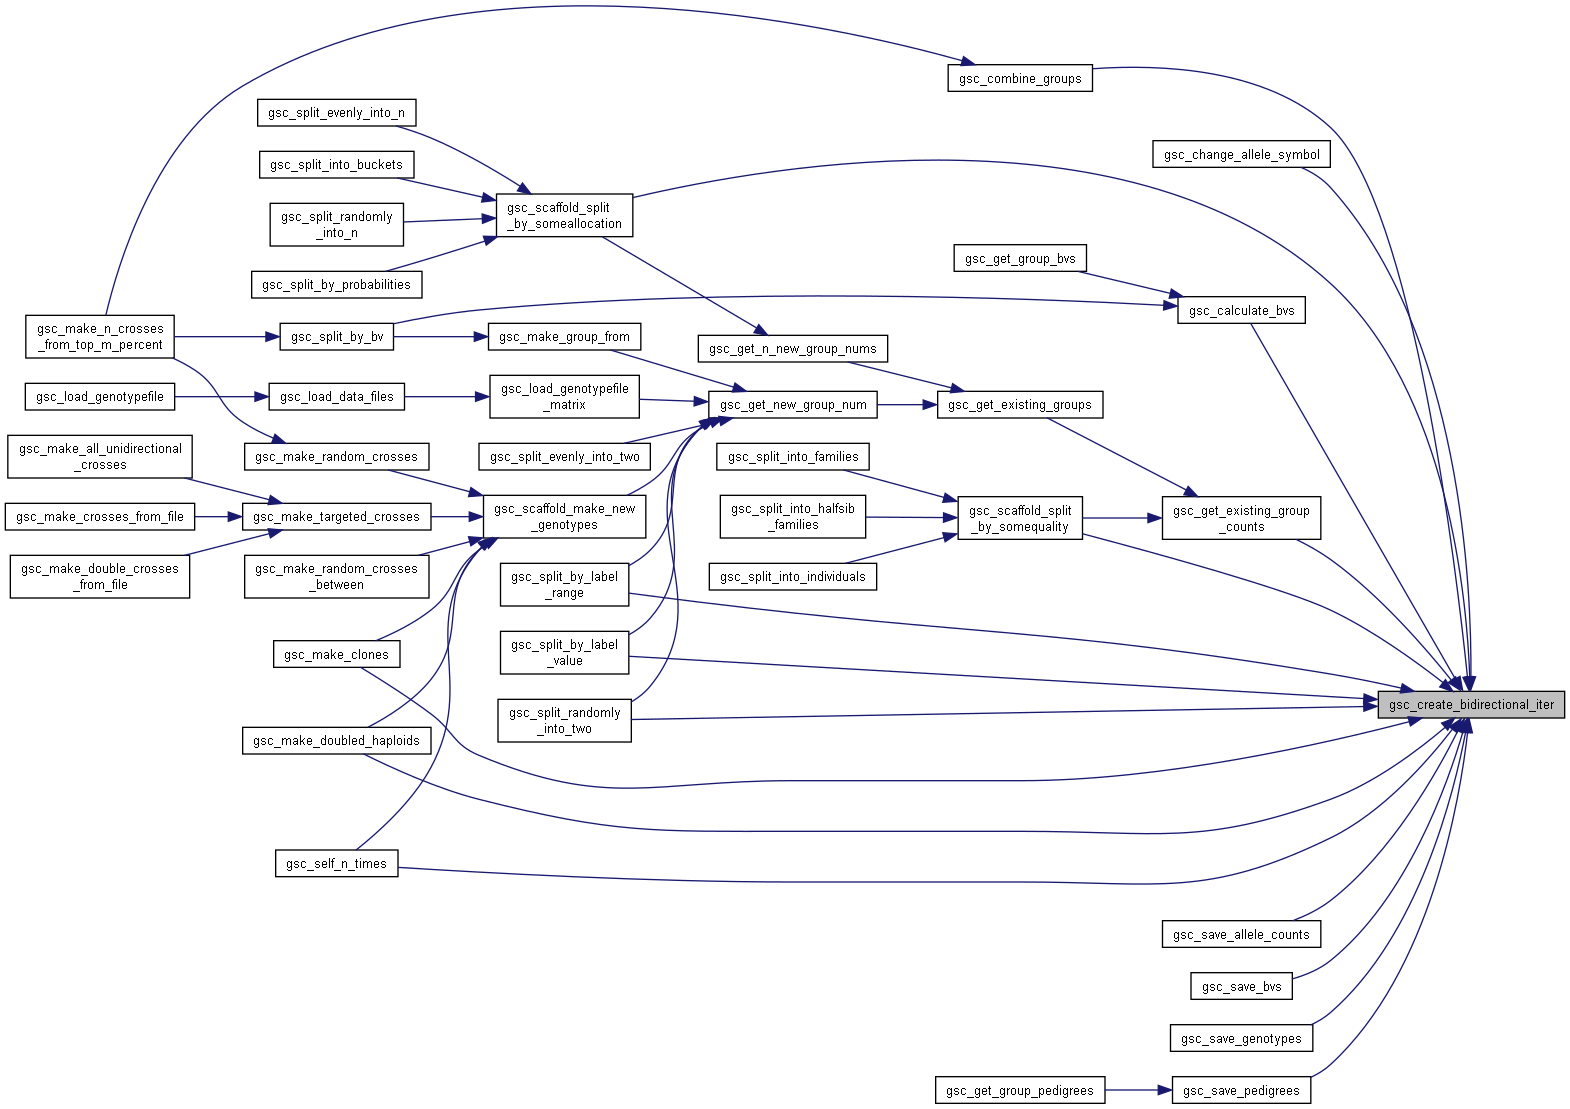 gsc_combine_groups
gsc_split_evenly_into_n
gsc_change_allele_symbol
gsc_split_into_buckets
gsc_scaffold_split
_by_someallocation
gsc_split_randomly
_into_n
gsc_get_group_bvs
gsc_split_by_probabilities
gsc_calculate_bvs
gsc_make_n_crosses
_from_top_m_percent
gsc_split_by_bv
gsc_make_group_from
gsc_get_n_new_group_nums
gsc_load_genotypefile
gsc_load_data_files
gsc_load_genotypefile
_matrix
gsc_get_new_group_num
gsc_get_existing_groups
gsc_make_all_unidirectional
_crosses
gsc_make_random_crosses
gsc_split_evenly_into_two
gsc_split_into_families
gsc_make_crosses_from_file
gsc_make_targeted_crosses
gsc_scaffold_make_new
_genotypes
gsc_split_into_halfsib
_families
gsc_scaffold_split
_by_somequality
gsc_get_existing_group
_counts
gsc_make_double_crosses
_from_file
gsc_make_random_crosses
_between
gsc_split_by_label
_range
gsc_split_into_individuals
gsc_make_clones
gsc_split_by_label
_value
gsc_split_randomly
_into_two
gsc_create_bidirectional_iter
gsc_make_doubled_haploids
gsc_self_n_times
gsc_save_allele_counts
gsc_save_bvs
gsc_save_genotypes
gsc_get_group_pedigrees
gsc_save_pedigrees